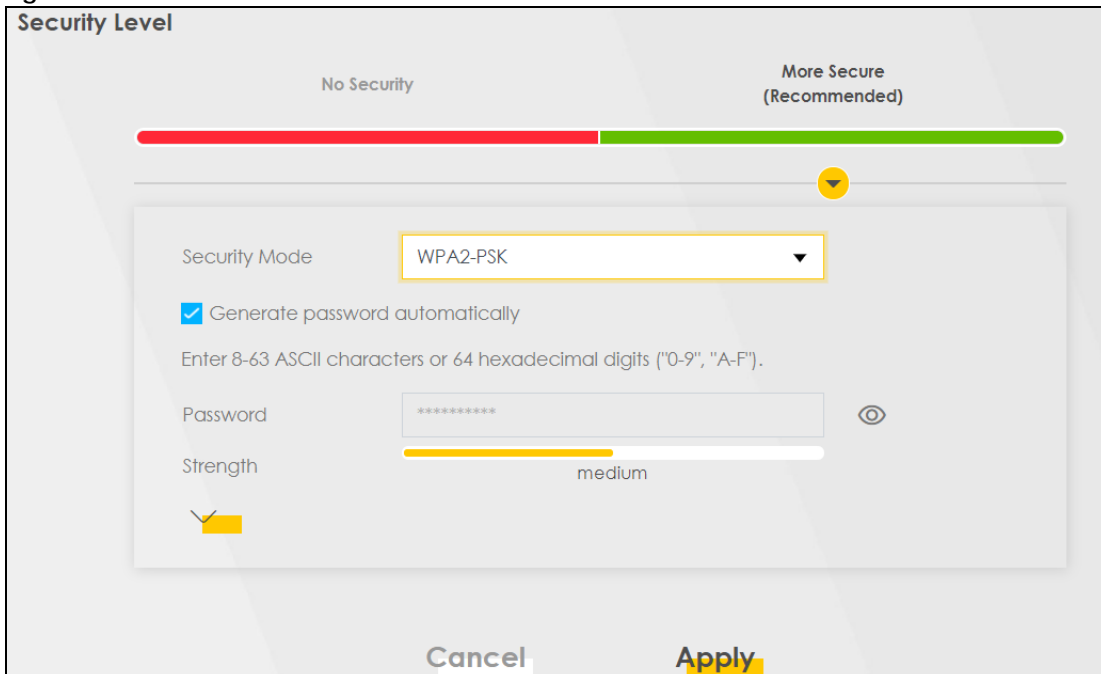 Security Level
No Security
More Secure
(Recommended)
Security Mode
WPA2-PSK
Generate password automatically
Enter 8-63 ASCII characters or 64 hexadecimal digits ("0-9", "A-F").
Password
**********
Strength
medium
Cancel
Apply